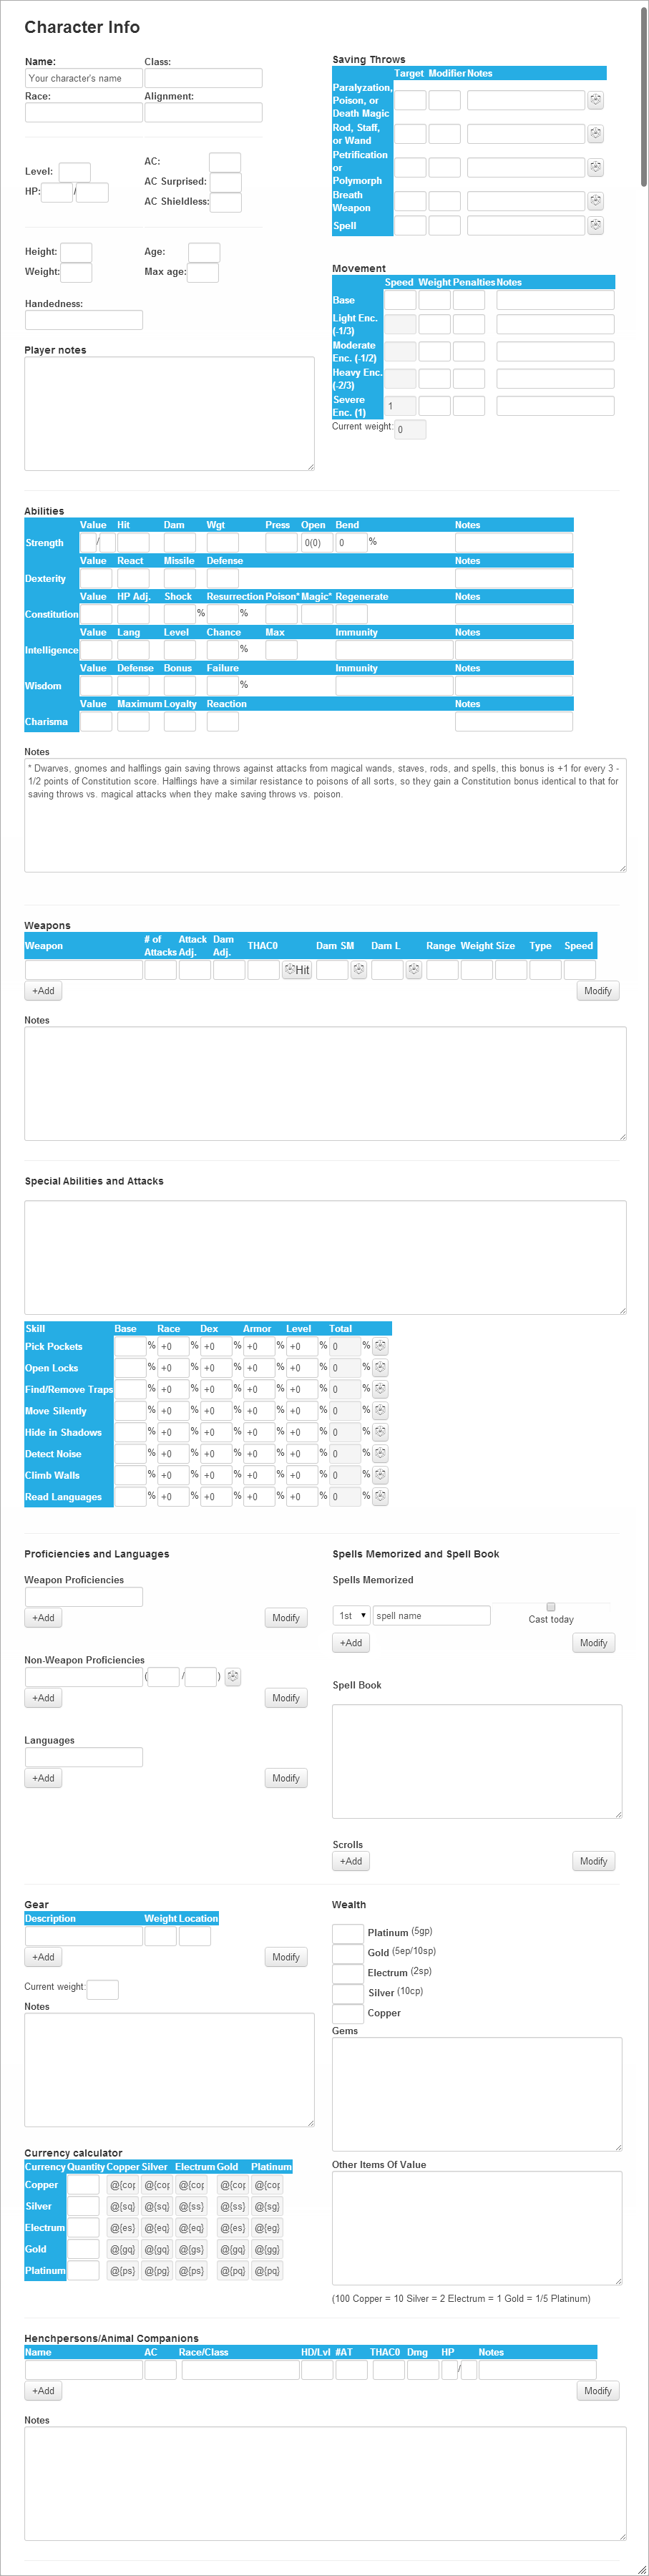 Character Info
Name: Class:
Your character's name
Race: Alignment:
Level:
HP: /
AC:
AC Surprised:
AC Shieldless:
Height: Age:
Weight: Max age:
Handedness:
Player notes
Saving Throws
Target Modifier Notes
Paralyzation,
Poison, or
Death Magic
Rod, Staff,
or Wand
Petrification
or
Polymorph
Breath
Weapon
Spell
Movement
Speed Weight Penalties Notes
Base
Light Enc.
(-1/3)
Moderate
Enc. (-1/2)
Heavy Enc.
(-2/3)
Severe
Enc. (1) 1
Current weight: 0
Abilities
Value Hit Dam Wgt Press Open Bend Notes
Strength / 0(0) 0 %
Value React Missile Defense Notes
Dexterity
Value HP Adj. Shock Resurrection Poison* Magic* Regenerate Notes
Constitution % %
Value Lang Level Chance Max Immunity Notes
Intelligence %
Value Defense Bonus Failure Immunity Notes
Wisdom %
Value Maximum Loyalty Reaction Notes
Charisma
Notes
* Dwarves, gnomes and halflings gain saving throws against attacks from magical wands, staves, rods, and spells, this bonus is +1 for every 3 -
1/2 points of Constitution score. Halflings have a similar resistance to poisons of all sorts, so they gain a Constitution bonus identical to that for
saving throws vs. magical attacks when they make saving throws vs. poison.
Weapons
Weapon # of Attacks Attack Adj. Dam Adj. THAC0 Dam SM Dam L Range Weight Size Type Speed
Hit
+Add Modify
Notes
Special Abilities and Attacks
Skill Base Race Dex Armor Level Total
Pick Pockets % +0 % +0 % +0 % +0 % 0 %
Open Locks % +0 % +0 % +0 % +0 % 0 %
Find/Remove Traps % +0 % +0 % +0 % +0 % 0 %
Move Silently % +0 % +0 % +0 % +0 % 0 %
Hide in Shadows % +0 % +0 % +0 % +0 % 0 %
Detect Noise % +0 % +0 % +0 % +0 % 0 %
Climb Walls % +0 % +0 % +0 % +0 % 0 %
Read Languages % +0 % +0 % +0 % +0 % 0 %
Proficiencies and Languages
Weapon Proficiencies
+Add Modify
Non-Weapon Proficiencies
( / )
+Add Modify
Languages
+Add Modify
Spells Memorized and Spell Book
Spells Memorized
1st spell name
Cast today
+Add Modify
Spell Book
Scrolls
+Add Modify
Gear
Description Weight Location
+Add Modify
Current weight:
Notes
Wealth
Platinum (5gp)
Gold (5ep/10sp)
Electrum (2sp)
Silver (10cp)
Copper
Gems
Currency calculator
Currency Quantity Copper Silver Electrum Gold Platinum
Copper @{cop @{cop @{cop @{cop @{cop
Silver @{sq} @{sq} @{ss} @{ss} @{sg}
Electrum @{es} @{eq} @{eq} @{es} @{eg}
Gold @{gq} @{gq} @{gs} @{gq} @{gg}
Platinum @{ps} @{pg} @{ps} @{pq} @{pq}
Other Items Of Value
(100 Copper = 10 Silver = 2 Electrum = 1 Gold = 1/5 Platinum)
Henchpersons/Animal Companions
Name AC Race/Class HD/Lvl #AT THAC0 Dmg HP Notes
/
+Add Modify
Notes